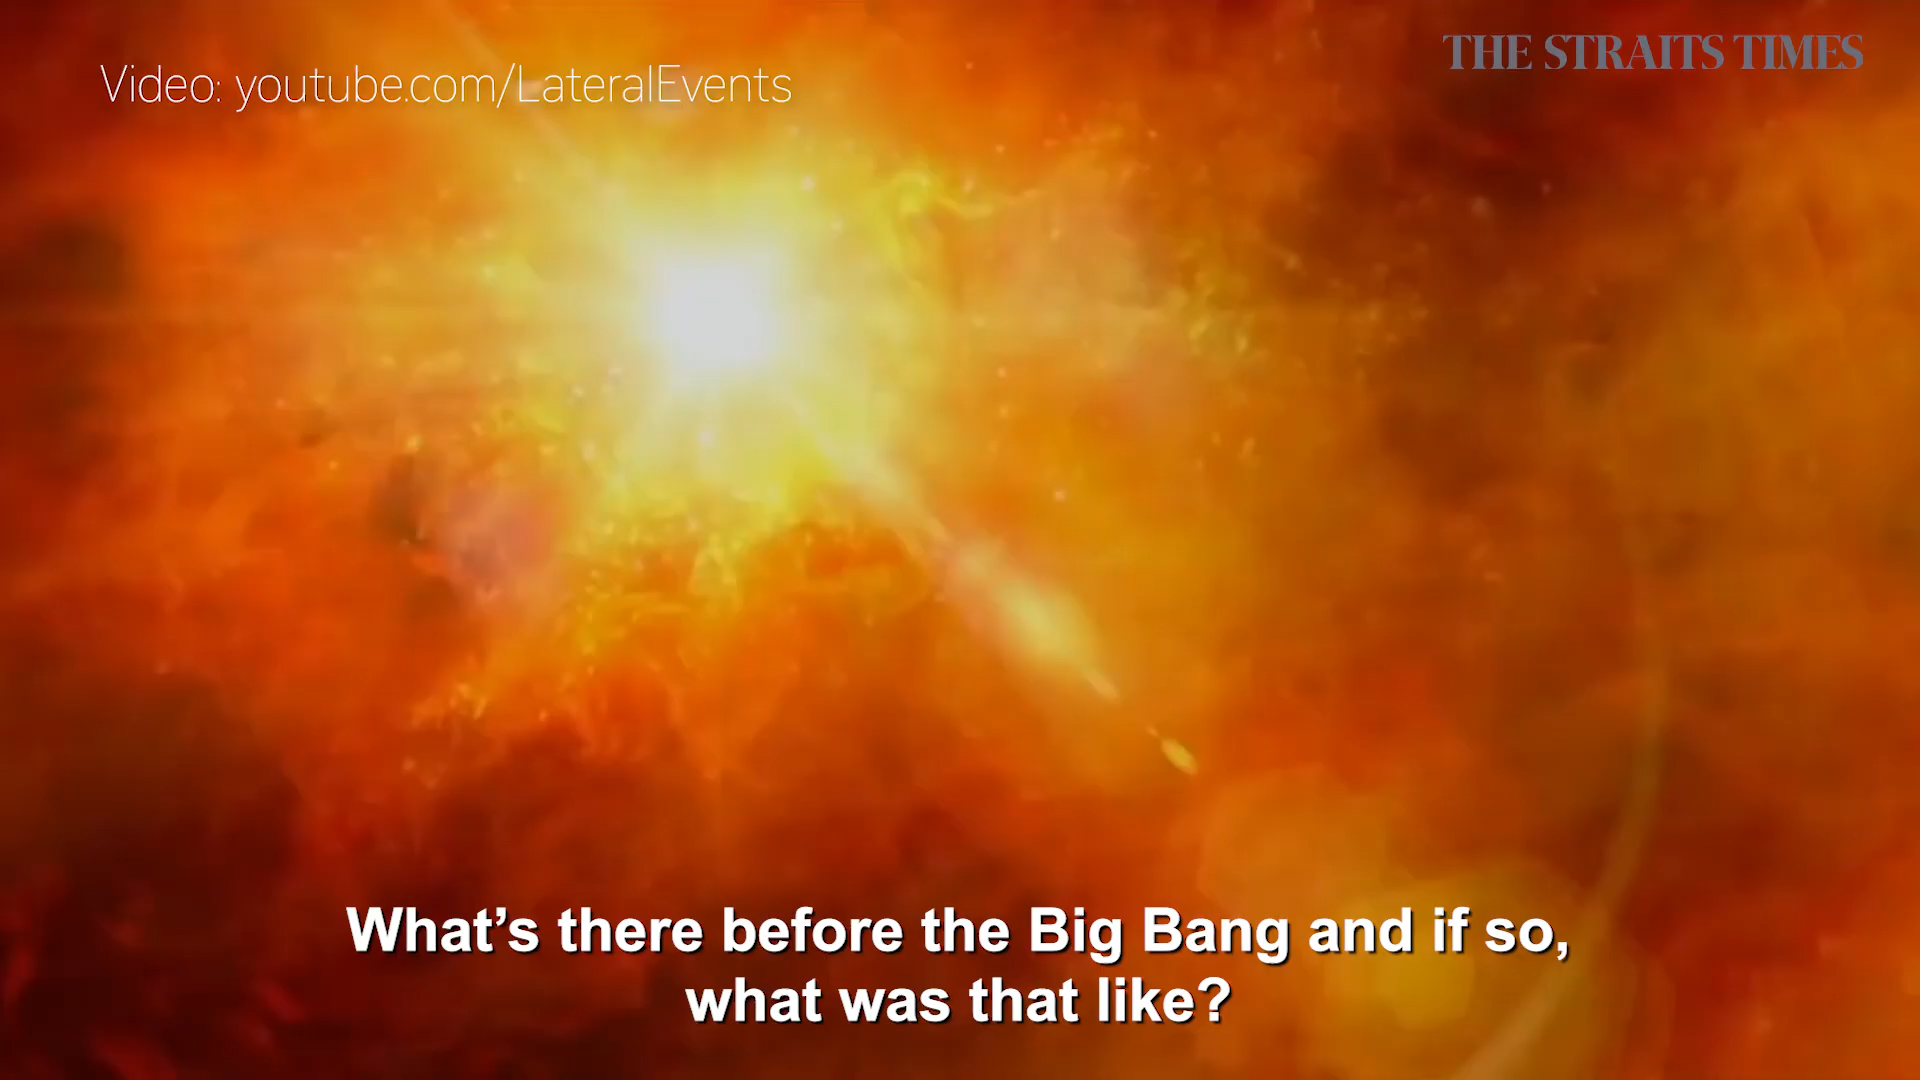 Video: youtube.com/LateralEvents
THE STRAITS TIMES
What’s there before the Big Bang and if so,
what was that like?